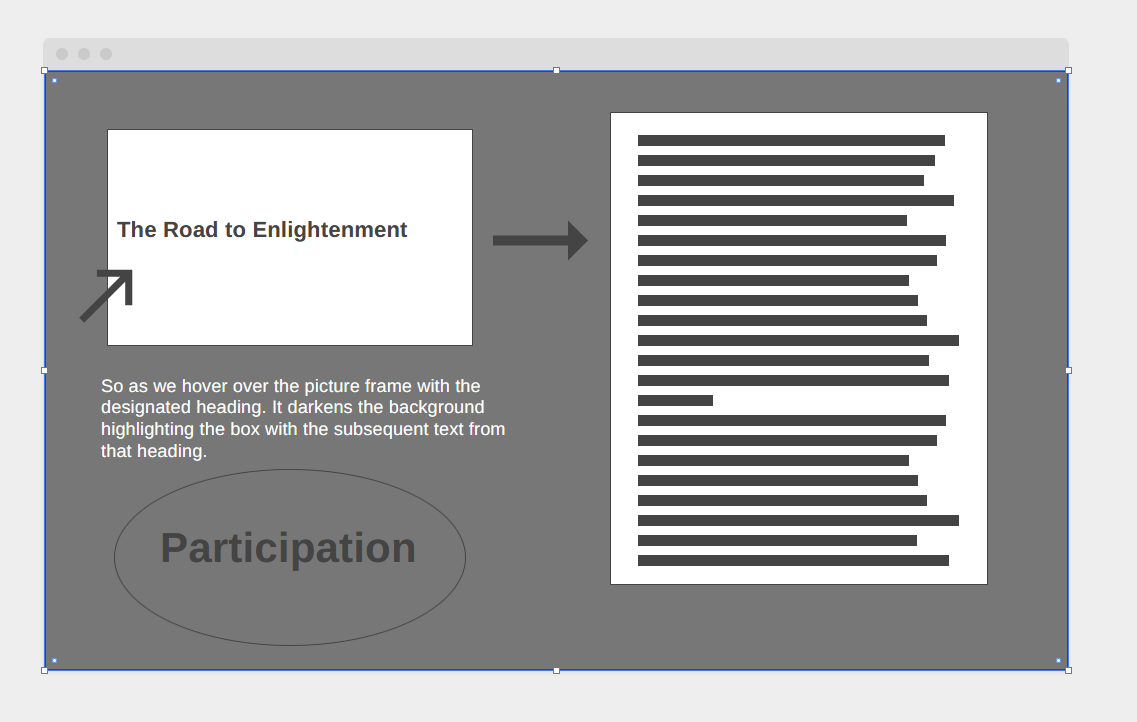 The Road to Enlightenment
So as we hover over the picture frame with the
designated heading. It darkens the background
highlighting the box with the subsequent text from
that heading.
Participation